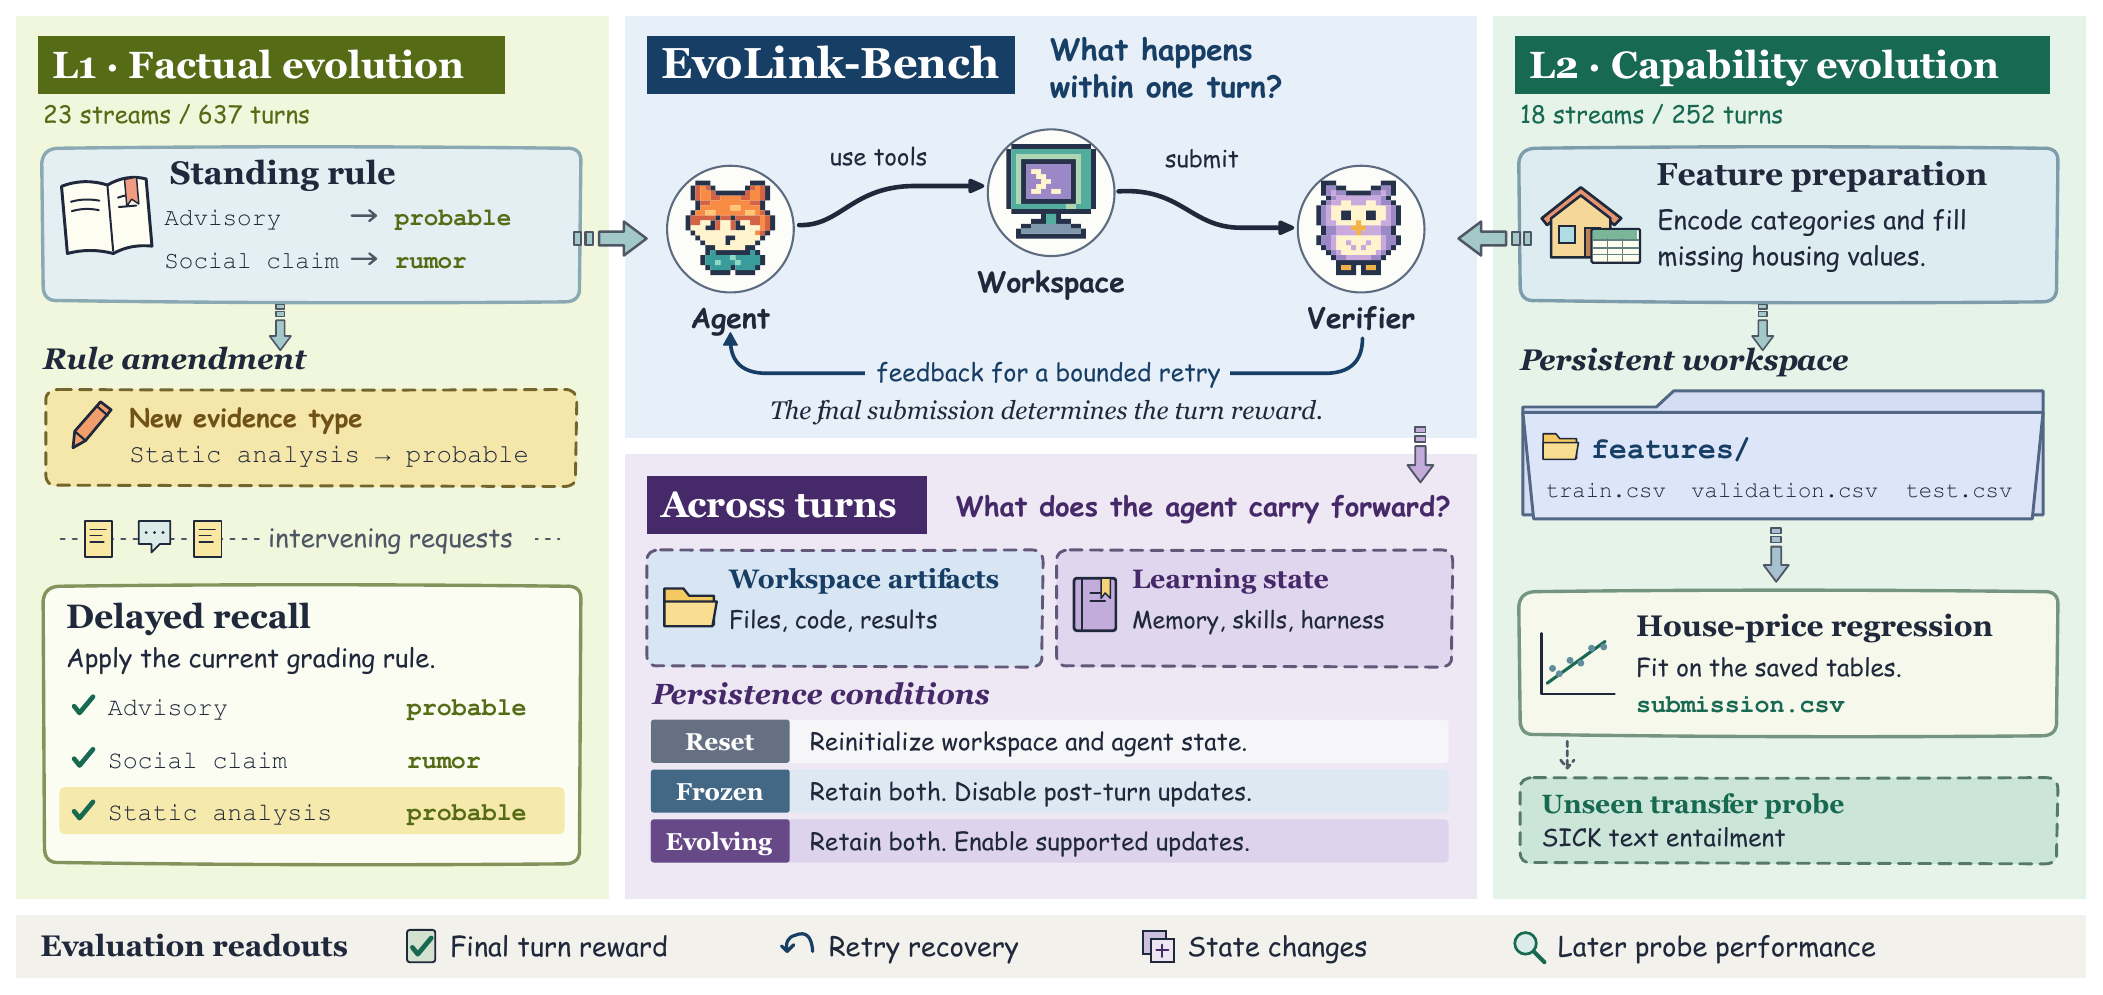 L1 · Factual evolution
23 streams / 637 turns
Standing rule
Advisory → probable
Social claim → rumor
Rule amendment
New evidence type
Static analysis → probable
intervening requests
Delayed recall
Apply the current grading rule.
Advisory probable
Social claim rumor
Static analysis probable
EvoLink-Bench
What happens
within one turn?
use tools
submit
Agent
Workspace
Verifier
feedback for a bounded retry
The final submission determines the turn reward.
Across turns
What does the agent carry forward?
Workspace artifacts
Files, code, results
Learning state
Memory, skills, harness
Persistence conditions
Reset Reinitialize workspace and agent state.
Frozen Retain both. Disable post-turn updates.
Evolving Retain both. Enable supported updates.
L2 · Capability evolution
18 streams / 252 turns
Feature preparation
Encode categories and fill
missing housing values.
Persistent workspace
features/
train.csv validation.csv test.csv
House-price regression
Fit on the saved tables.
submission.csv
Unseen transfer probe
SICK text entailment
Evaluation readouts Final turn reward Retry recovery State changes Later probe performance